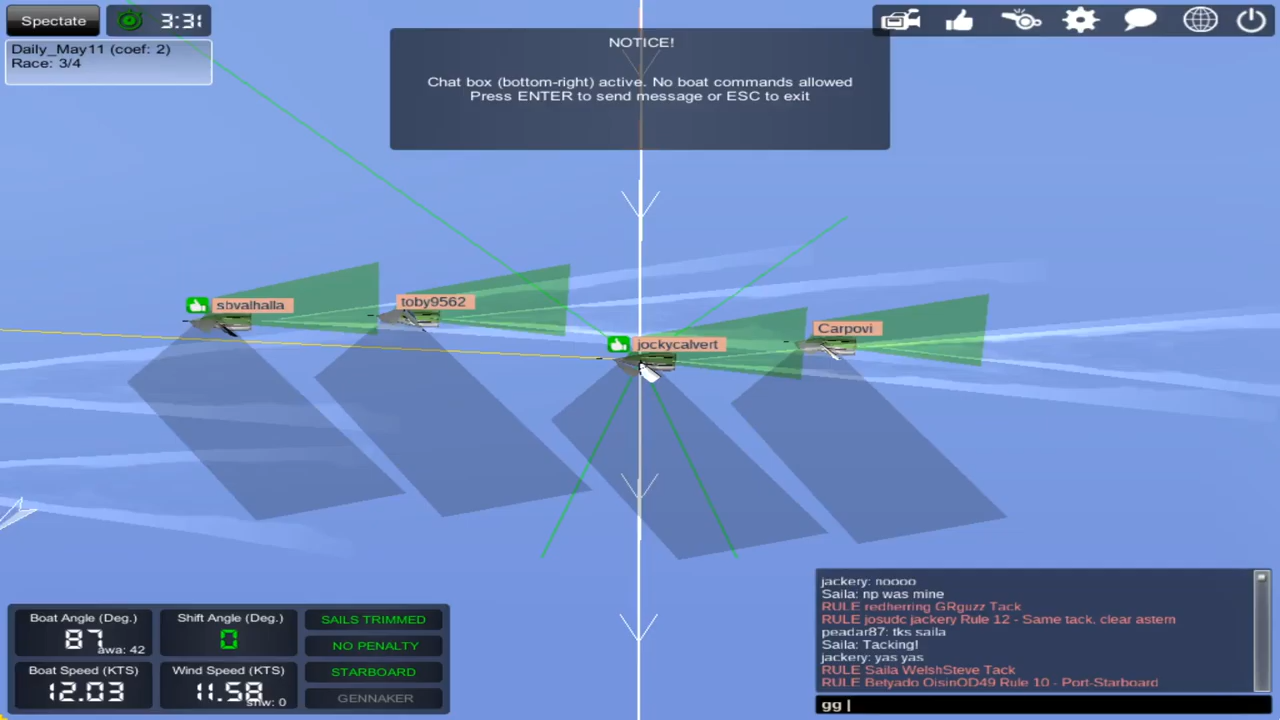 Spectate
3:31
Daily_May11 (coef: 2)
Race: 3/4
NOTICE!
Chat box (bottom-right) active. No boat commands allowed
Press ENTER to send message or ESC to exit
sbvalhalla
toby9562
jockycalvert
Carpovi
Boat Angle (Deg.)
87
awa: 42
Shift Angle (Deg.)
0
SAILS TRIMMED
NO PENALTY
Boat Speed (KTS)
12.03
Wind Speed (KTS)
11.58
shw: 0
STARBOARD
GENNAKER
jackery: noooo
Saila: np was mine
RULE redherring GRguzz Tack
RULE josudc jackery Rule 12 - Same tack, clear astern
peadar87: tks saila
Saila: Tacking!
jackery: yas yas
RULE Saila WelshSteve Tack
RULE Betyado OisinOD49 Rule 10 - Port-Starboard
gg |